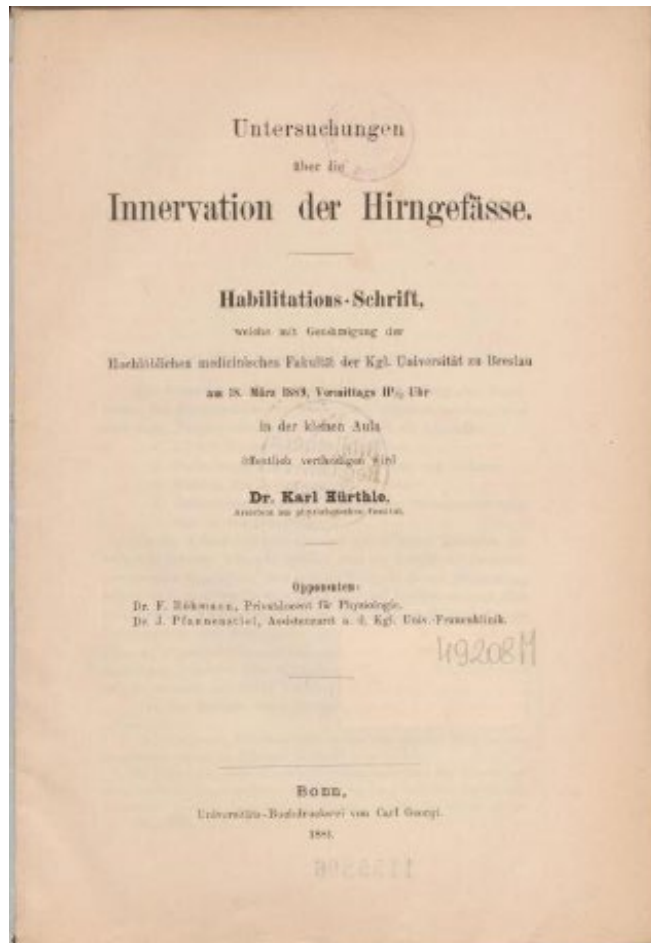 Untersuchungen
über die
Innervation der Hirngefässe.
Habilitations-Schrift,
welche mit Genehmigung der
Hochlöblichen medicinischen Fakultät der Kgl. Universität zu Breslau
am 18. März 1889, Vormittags 11½ Uhr
in der kleinen Aula
öffentlich vertheidigen wird
Dr. Karl Hürthle,
Assistent am physiologischen Institut.
Opponenten:
Dr. F. Röhmann, Privatdocent für Physiologie.
Dr. J. Pfannenstiel, Assistenzarzt a. d. Kgl. Univ.-Frauenklinik.
49208 M
Bonn,
Universitäts-Buchdruckerei von Carl Georgi.